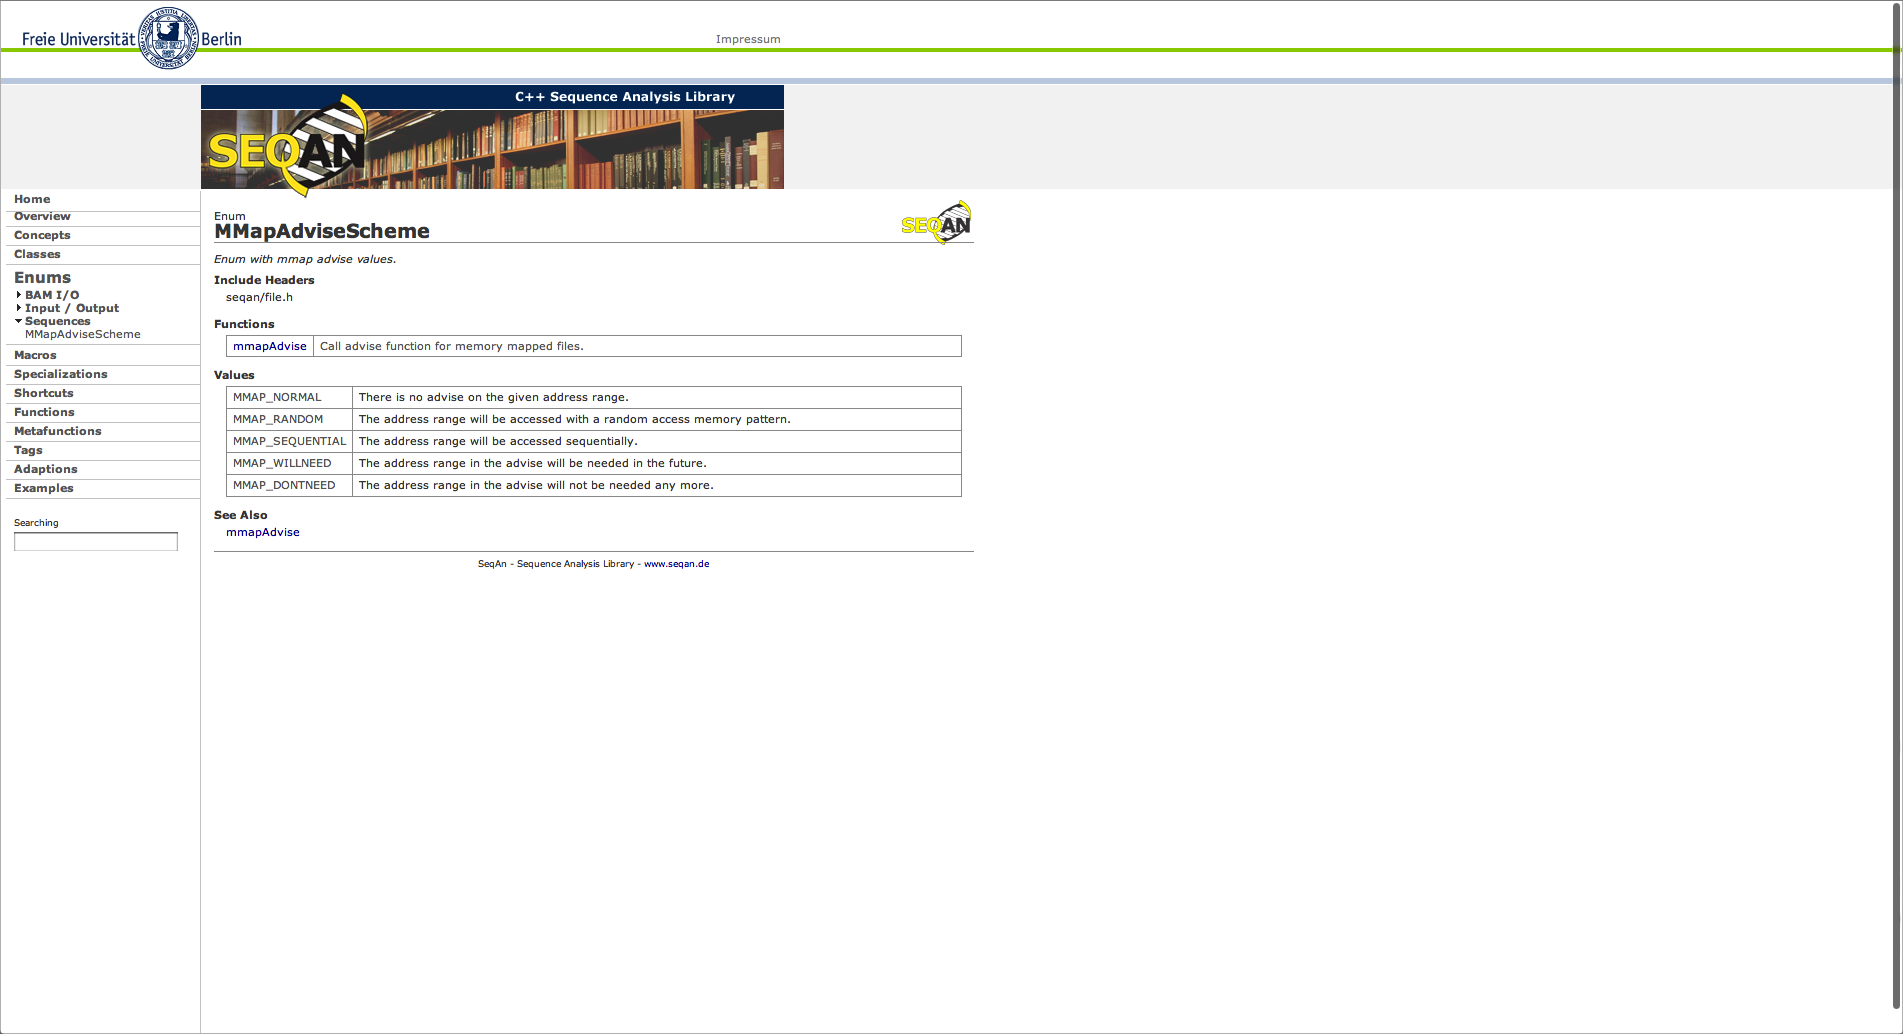 Freie Universität Berlin
Impressum
C++ Sequence Analysis Library
SEQAN
Home
Overview
Concepts
Classes
Enums
BAM I/O
Input / Output
Sequences
MMapAdviseScheme
Macros
Specializations
Shortcuts
Functions
Metafunctions
Tags
Adaptions
Examples
Searching
Enum
MMapAdviseScheme
SEQAN
Enum with mmap advise values.
Include Headers
seqan/file.h
Functions
mmapAdvise Call advise function for memory mapped files.
Values
MMAP_NORMAL There is no advise on the given address range.
MMAP_RANDOM The address range will be accessed with a random access memory pattern.
MMAP_SEQUENTIAL The address range will be accessed sequentially.
MMAP_WILLNEED The address range in the advise will be needed in the future.
MMAP_DONTNEED The address range in the advise will not be needed any more.
See Also
mmapAdvise
SeqAn - Sequence Analysis Library - www.seqan.de